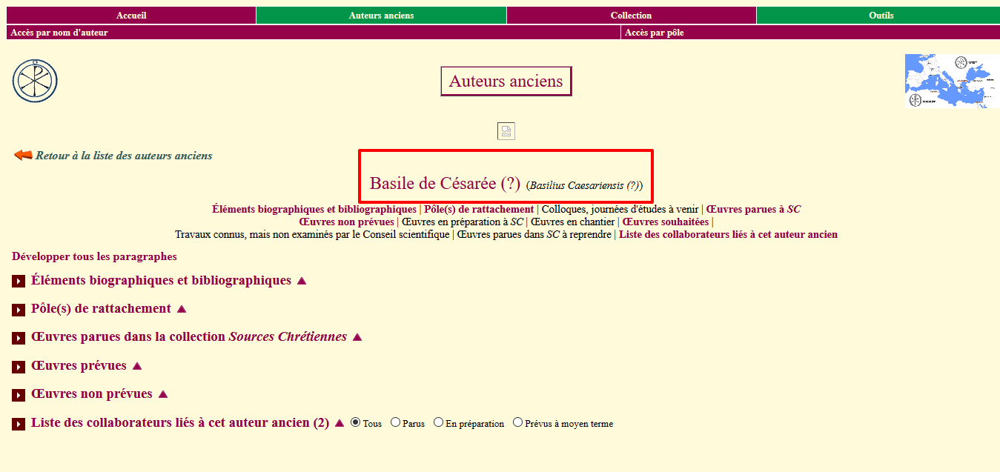 Accueil Auteurs anciens Collection Outils
Accès par nom d'auteur Accès par pôle
Auteurs anciens
Retour à la liste des auteurs anciens
Basile de Césarée (?) (Basilius Caesariensis (?))
Éléments biographiques et bibliographiques | Pôle(s) de rattachement | Colloques, journées d'études à venir | Œuvres parues à SC
Œuvres non prévues | Œuvres en préparation à SC | Œuvres en chantier | Œuvres souhaitées |
Travaux connus, mais non examinés par le Conseil scientifique | Œuvres parues dans SC à reprendre | Liste des collaborateurs liés à cet auteur ancien
Développer tous les paragraphes
Éléments biographiques et bibliographiques
Pôle(s) de rattachement
Œuvres parues dans la collection Sources Chrétiennes
Œuvres prévues
Œuvres non prévues
Liste des collaborateurs liés à cet auteur ancien (2) Tous Parus En préparation Prévus à moyen terme